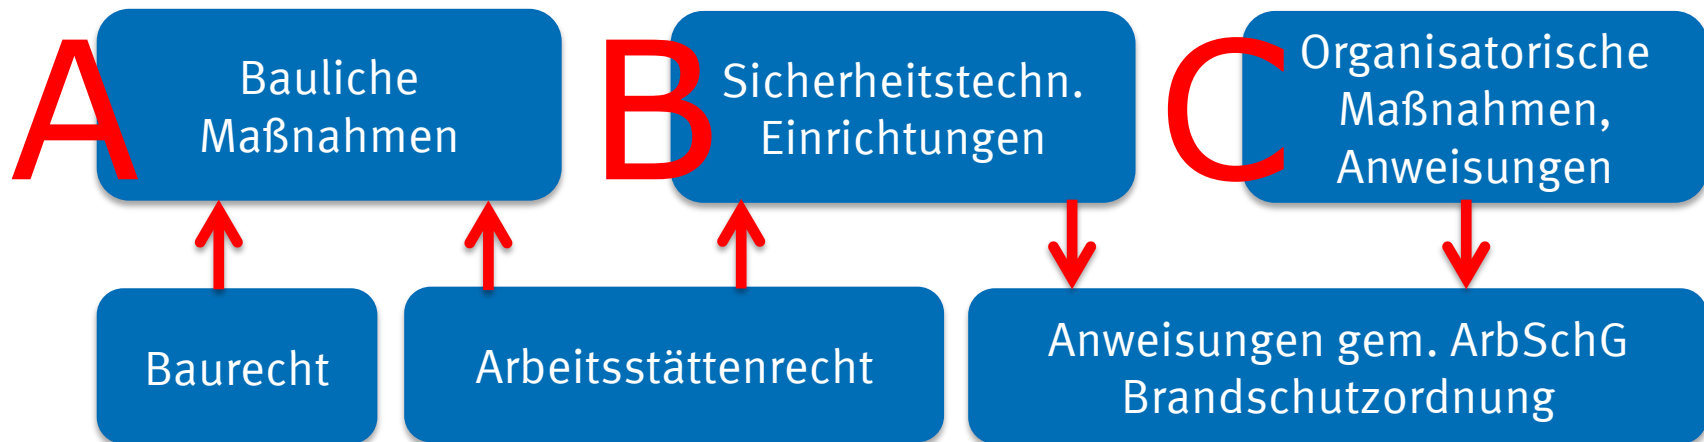 A
Bauliche
Maßnahmen
B
Sicherheitstechn.
Einrichtungen
C
Organisatorische
Maßnahmen,
Anweisungen
Baurecht
Arbeitsstättenrecht
Anweisungen gem. ArbSchG
Brandschutzordnung